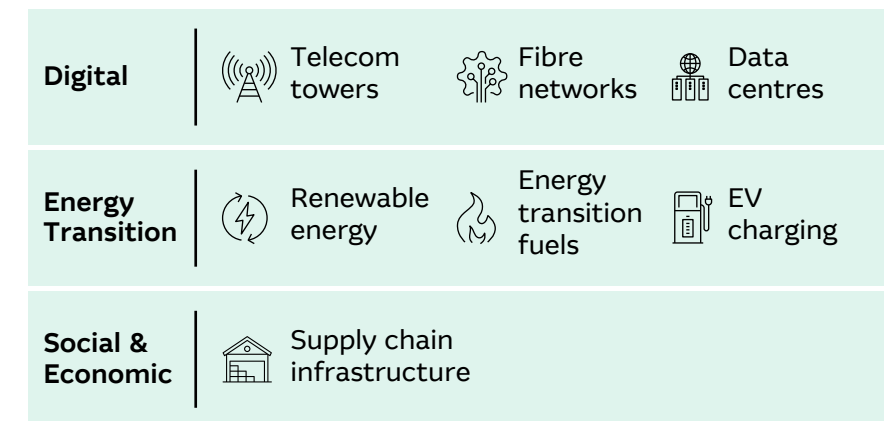 Digital
Telecom
towers
Fibre
networks
Data
centres
Energy
Transition
Renewable
energy
Energy
transition
fuels
EV
charging
Social &
Economic
Supply chain
infrastructure